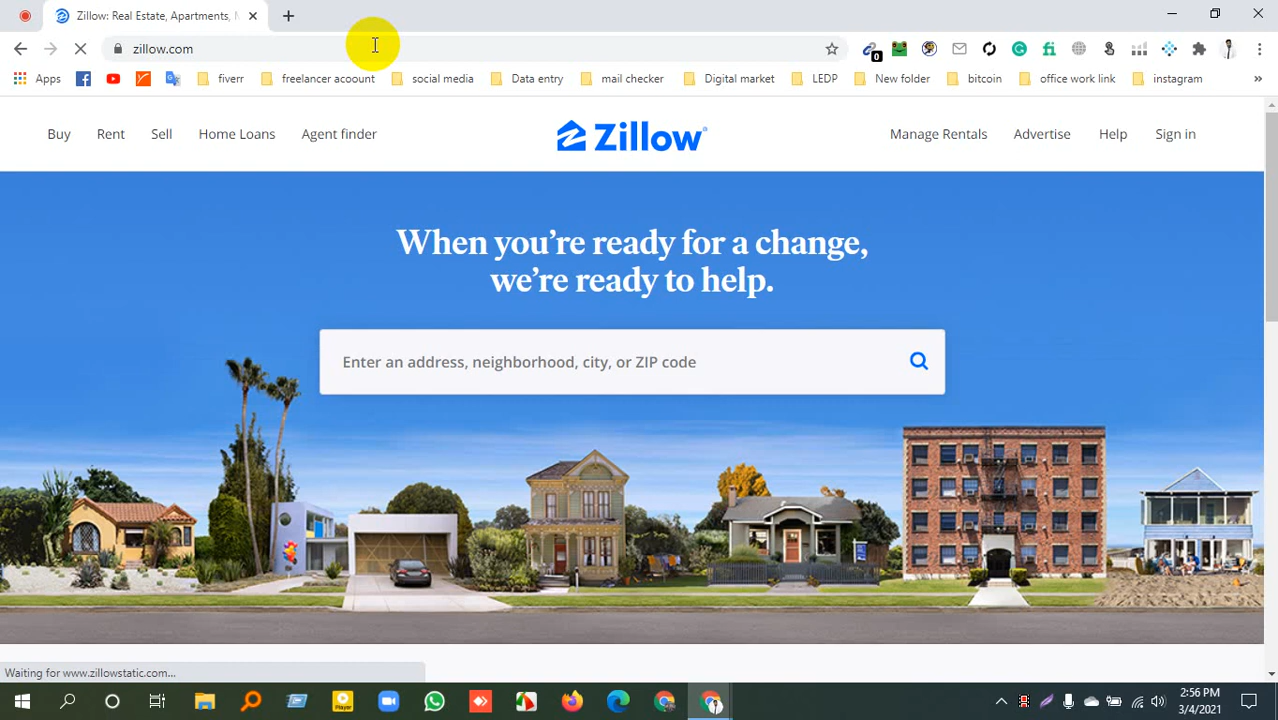 Zillow: Real Estate, Apartments,
zillow.com
0
Apps
fiverr
freelancer acoount
social media
Data entry
mail checker
Digital market
LEDP
New folder
bitcoin
office work link
instagram
»
Buy
Rent
Sell
Home Loans
Agent finder
Zillow
Manage Rentals
Advertise
Help
Sign in
When you're ready for a change,
we're ready to help.
Enter an address, neighborhood, city, or ZIP code
Waiting for www.zillowstatic.com...
Player
2:56 PM
3/4/2021